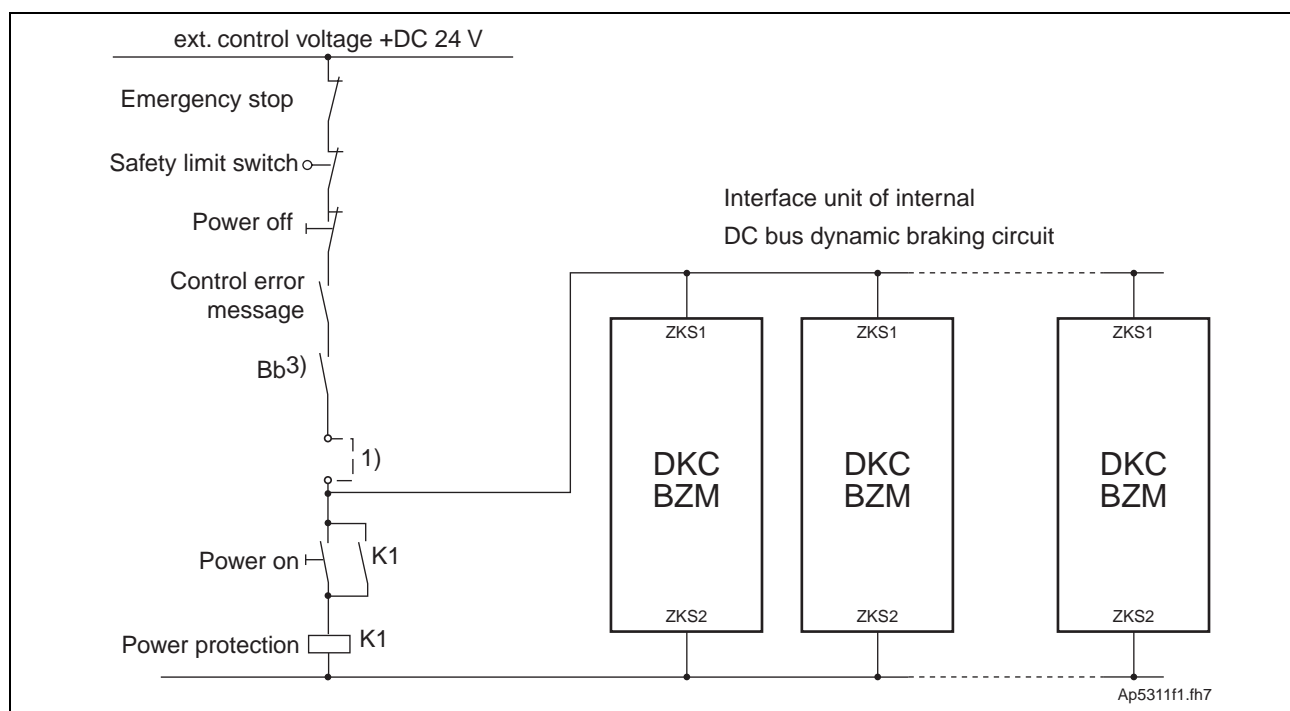 ext. control voltage +DC 24 V
Emergency stop
Safety limit switch
Power off
Control error
message
Bb3)
1)
Power on
K1
Power protection
K1
Interface unit of internal
DC bus dynamic braking circuit
ZKS1
ZKS1
ZKS1
DKC
BZM
DKC
BZM
DKC
BZM
ZKS2
ZKS2
ZKS2
Ap5311f1.fh7